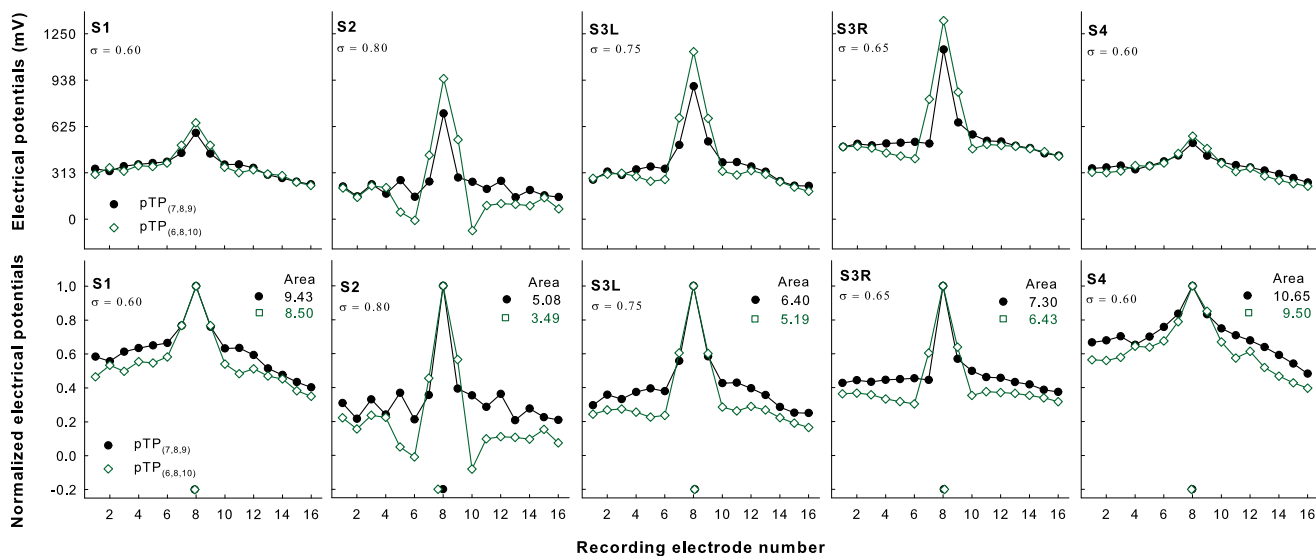 Electrical potentials (mV)
1250
938
625
313
0
S1
σ = 0.60
pTP(7,8,9)
pTP(6,8,10)
S2
σ = 0.80
S3L
σ = 0.75
S3R
σ = 0.65
S4
σ = 0.60
Normalized electrical potentials
1.0
0.8
0.6
0.4
0.2
0.0
-0.2
S1
σ = 0.60
Area
9.43
8.50
pTP(7,8,9)
pTP(6,8,10)
2 4 6 8 10 12 14 16
S2
σ = 0.80
Area
5.08
3.49
2 4 6 8 10 12 14 16
S3L
σ = 0.75
Area
6.40
5.19
2 4 6 8 10 12 14 16
S3R
σ = 0.65
Area
7.30
6.43
2 4 6 8 10 12 14 16
S4
σ = 0.60
Area
10.65
9.50
2 4 6 8 10 12 14 16
Recording electrode number